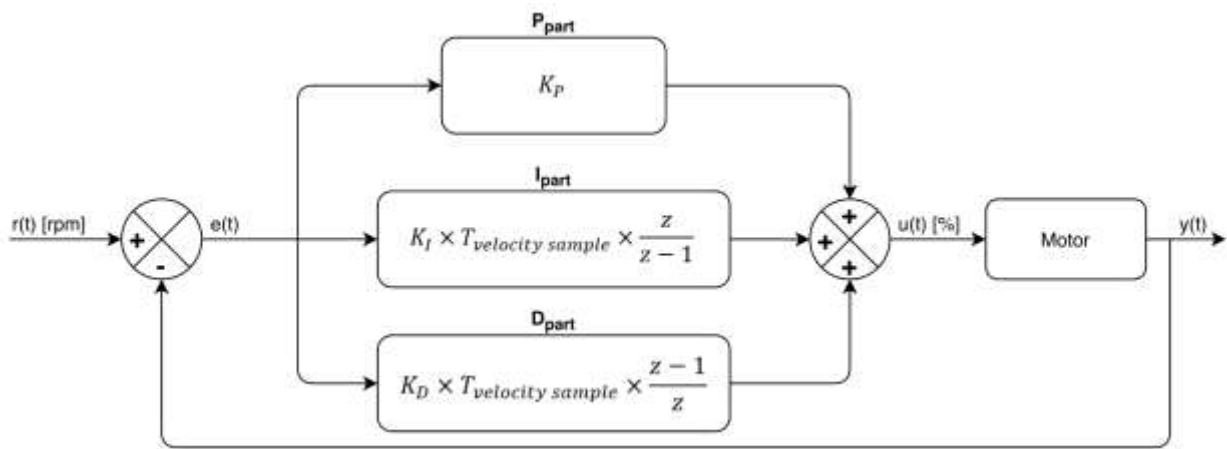 P_part
K_P
I_part
r(t) [rpm]
+
-
e(t)
K_I × T_velocity sample × z/(z − 1)
+
+
+
u(t) [%]
Motor
y(t)
D_part
K_D × T_velocity sample × (z − 1)/z